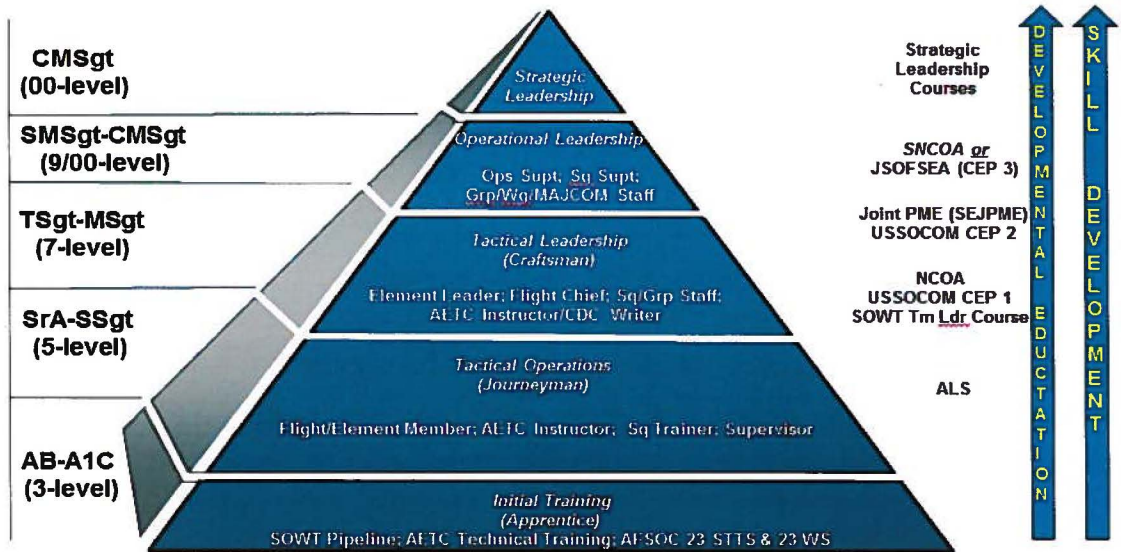 CMSgt
(00-level)
SMSgt-CMSgt
(9/00-level)
TSgt-MSgt
(7-level)
SrA-SSgt
(5-level)
AB-A1C
(3-level)
Strategic
Leadership
Operational Leadership
Ops Supt; Sq Supt;
Grp/Wg/MAJCOM Staff
Tactical Leadership
(Craftsman)
Element Leader; Flight Chief; Sq/Grp Staff;
AETC Instructor/CDC Writer
Tactical Operations
(Journeyman)
Flight/Element Member; AETC Instructor; Sq Trainer; Supervisor
Initial Training
(Apprentice)
SOWT Pipeline; AETC Technical Training; AFSOC 23 STTS & 23 WS
Strategic
Leadership
Courses
SNCOA or
JSOFSEA (CEP 3)
Joint PME (SEJPME)
USSOCOM CEP 2
NCOA
USSOCOM CEP 1
SOWT Tm Ldr Course
ALS
DEVELOPMENTAL EDUCTATION
SKILL DEVELOPMENT